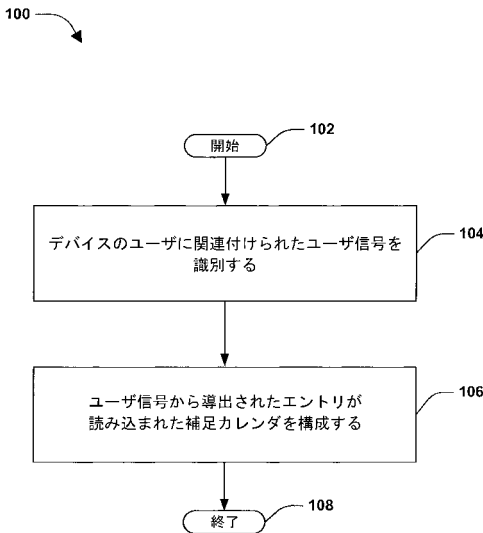 100
102
開始
デバイスのユーザに関連付けられたユーザ信号を
識別する
104
ユーザ信号から導出されたエントリが
読み込まれた補足カレンダを構成する
106
終了
108